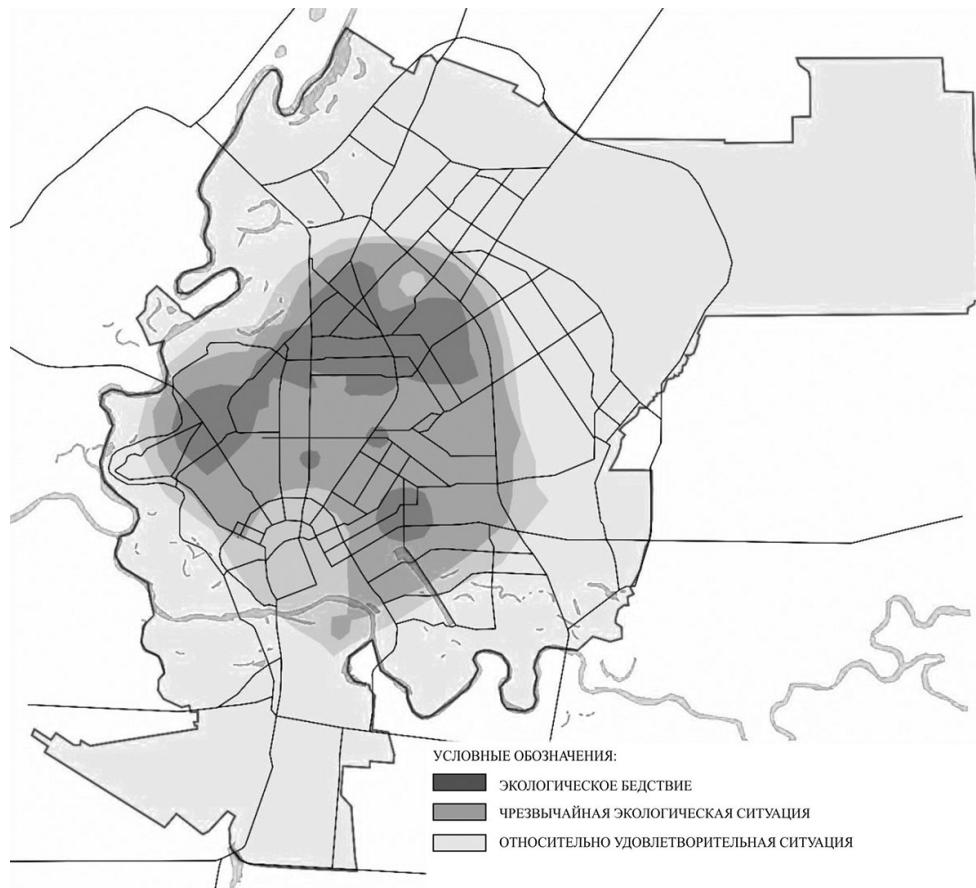 УСЛОВНЫЕ ОБОЗНАЧЕНИЯ:
ЭКОЛОГИЧЕСКОЕ БЕДСТВИЕ
ЧРЕЗВЫЧАЙНАЯ ЭКОЛОГИЧЕСКАЯ СИТУАЦИЯ
ОТНОСИТЕЛЬНО УДОВЛЕТВОРИТЕЛЬНАЯ СИТУАЦИЯ